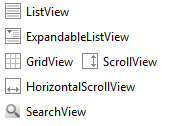 ListView
ExpandableListView
GridView ScrollView
HorizontalScrollView
SearchView